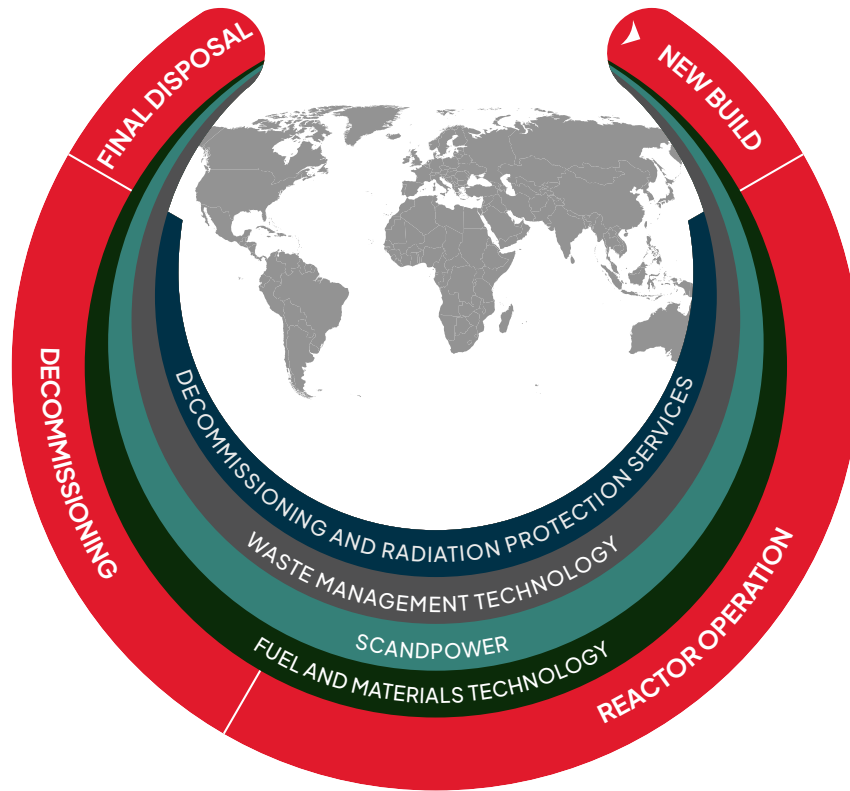 NEW BUILD
REACTOR OPERATION
DECOMMISSIONING
FINAL DISPOSAL
DECOMMISSIONING AND RADIATION PROTECTION SERVICES
WASTE MANAGEMENT TECHNOLOGY
SCANDPOWER
FUEL AND MATERIALS TECHNOLOGY